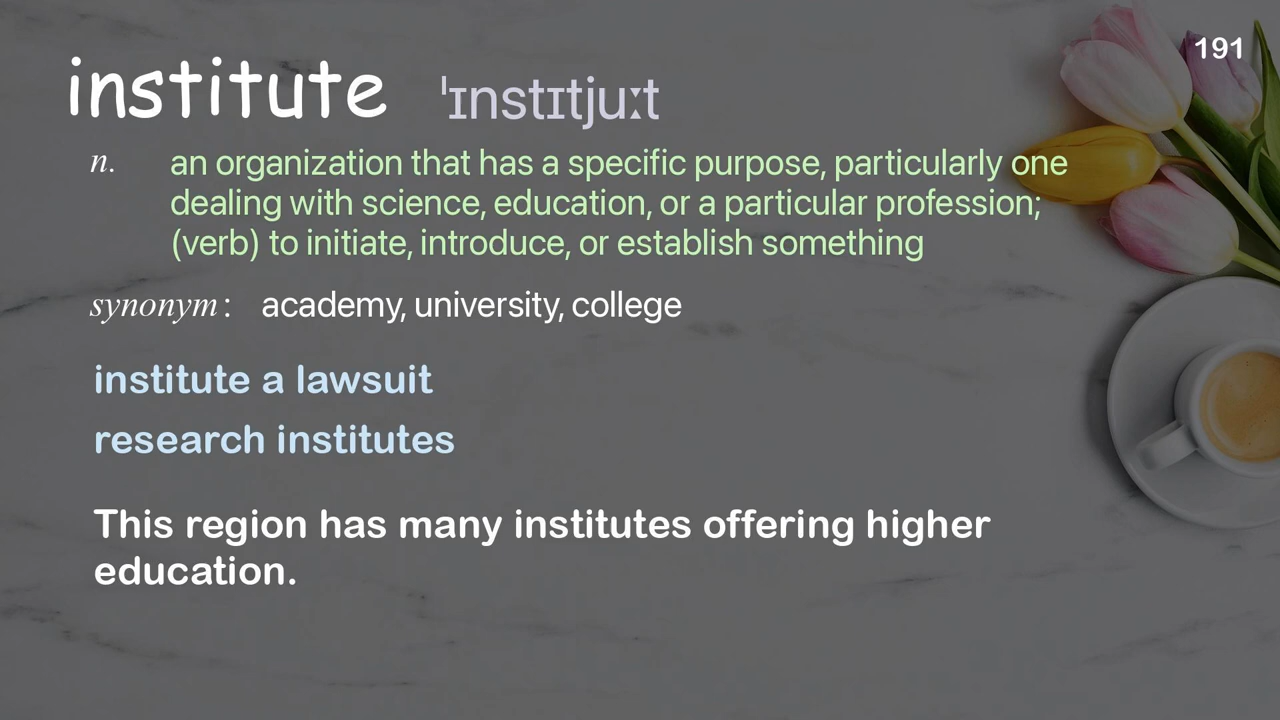 191
institute ˈɪnstɪtjuːt
n. an organization that has a specific purpose, particularly one
dealing with science, education, or a particular profession;
(verb) to initiate, introduce, or establish something
synonym: academy, university, college
institute a lawsuit
research institutes
This region has many institutes offering higher
education.